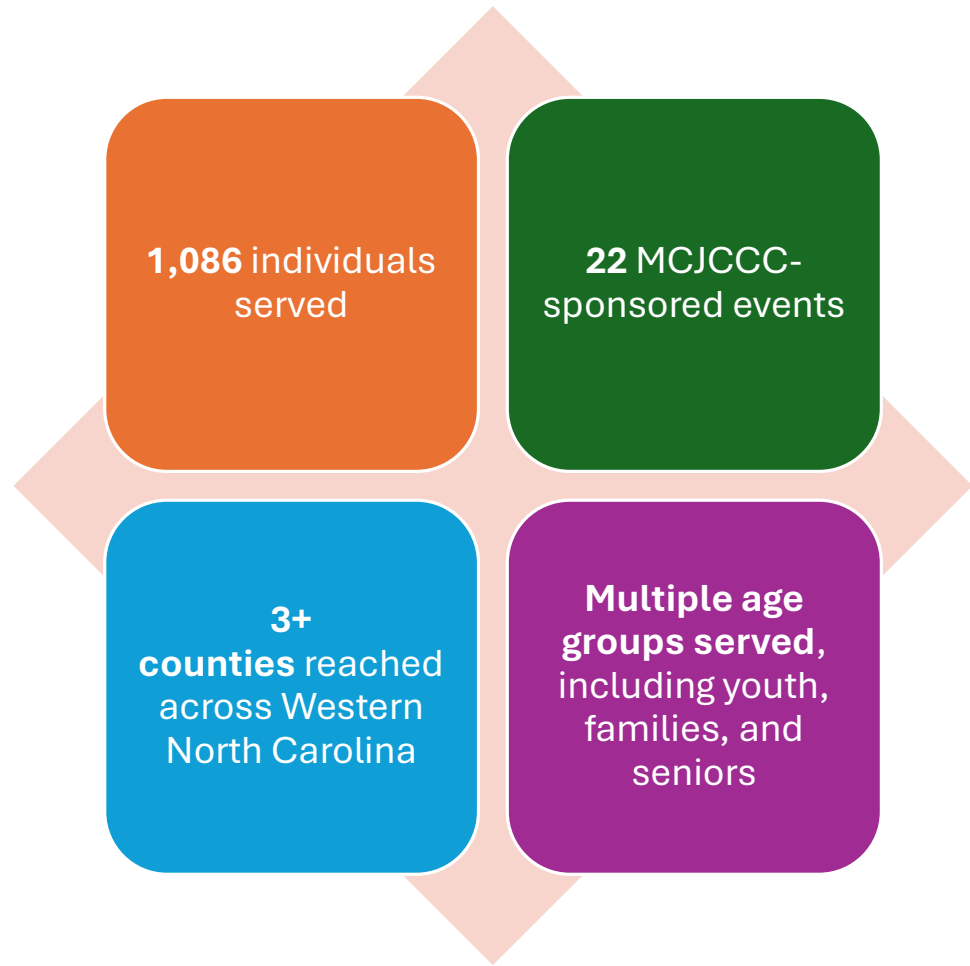 1,086 individuals
served
22 MCJCCC-
sponsored events
3+
counties reached
across Western
North Carolina
Multiple age
groups served,
including youth,
families, and
seniors